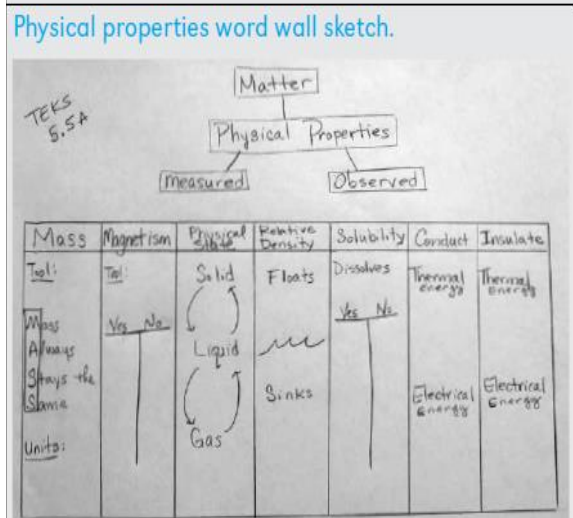 Physical properties word wall sketch.
TEKS
5.5A
Matter
Physical Properties
Measured
Observed
Mass
Tool:
Mass
Always
Stays the
Same
Units:
Magnetism
Tool:
Yes No
Physical
State
Solid
Liquid
Gas
Relative
Density
Floats
Sinks
Solubility
Dissolves
Yes No
Conduct
Thermal
Energy
Electrical
Energy
Insulate
Thermal
Energy
Electrical
Energy